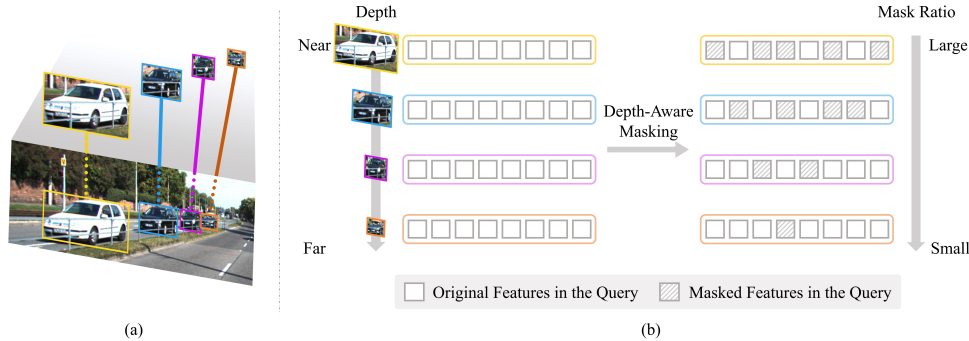 Depth
Mask Ratio
Near
Large
Depth-Aware
Masking
Far
Small
Original Features in the Query
Masked Features in the Query
(a)
(b)